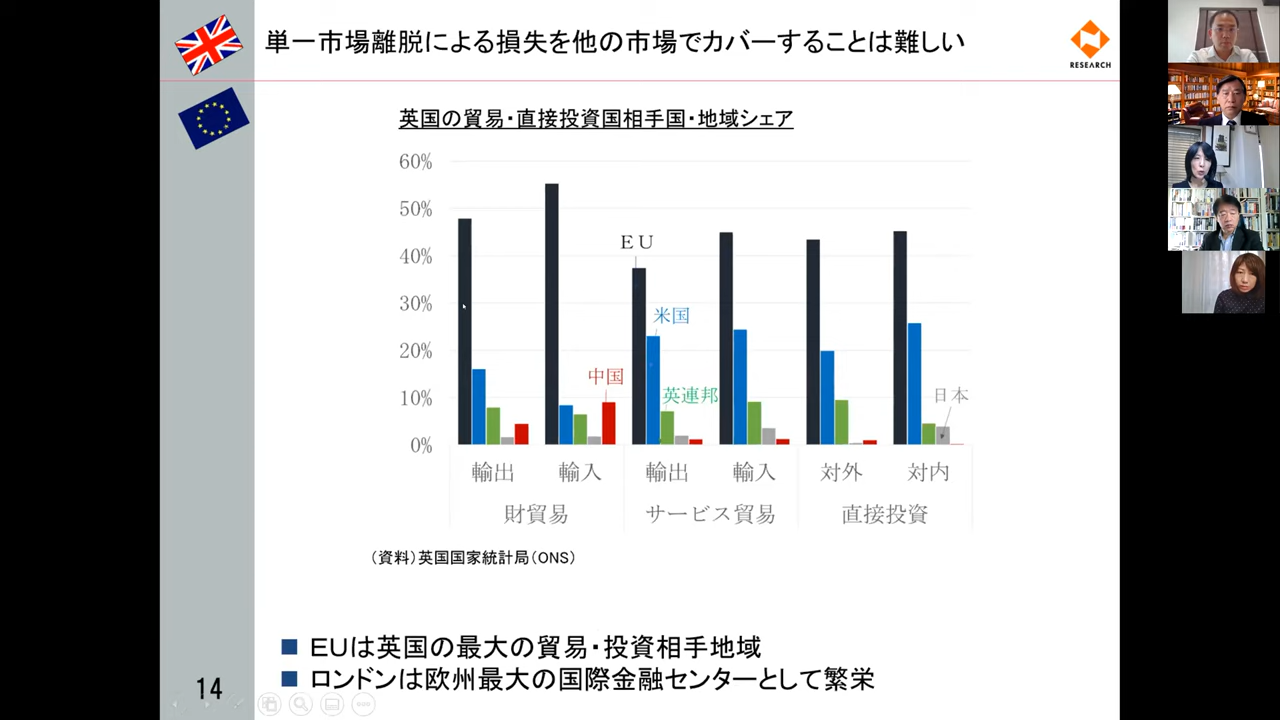 単一市場離脱による損失を他の市場でカバーすることは難しい
RESEARCH
英国の貿易・直接投資国相手国・地域シェア
60%
50%
40%
30%
20%
10%
0%
ＥＵ
米国
中国
英連邦
日本
輸出 輸入 輸出 輸入 対外 対内
財貿易 サービス貿易 直接投資
（資料）英国国家統計局（ONS）
■ ＥＵは英国の最大の貿易・投資相手地域
■ ロンドンは欧州最大の国際金融センターとして繁栄
14